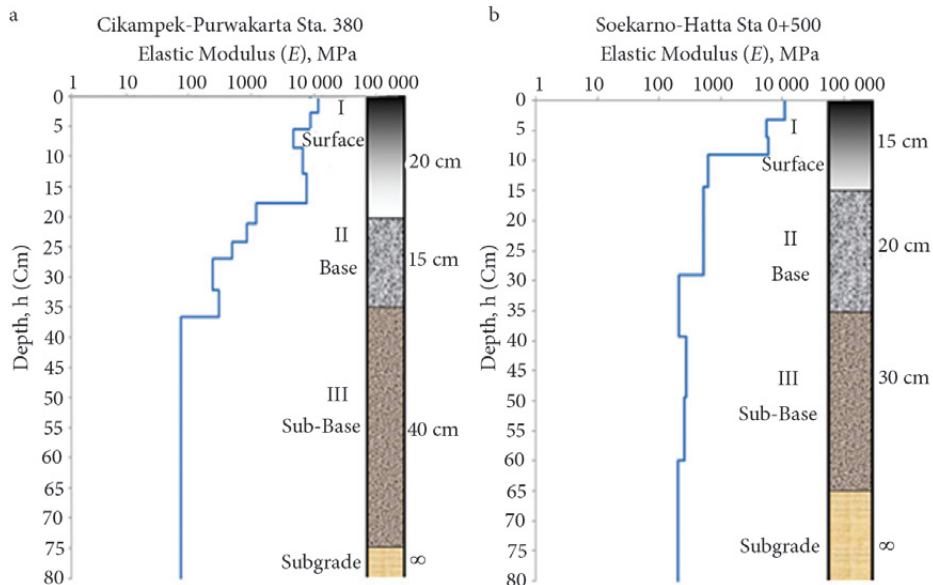 a
Cikampek-Purwakarta Sta. 380
Elastic Modulus (E), MPa
1 10 100 1000 10 000 100 000
0
5
10
15
20
25
30
35
40
45
50
55
60
65
70
75
80
Depth, h (Cm)
I
Surface
II
Base
III
Sub-Base
Subgrade
20 cm
15 cm
40 cm
∞
b
Soekarno-Hatta Sta 0+500
Elastic Modulus (E), MPa
1 10 100 1000 10 000 100 000
0
5
10
15
20
25
30
35
40
45
50
55
60
65
70
75
80
Depth, h (Cm)
I
Surface
II
Base
III
Sub-Base
Subgrade
15 cm
20 cm
30 cm
∞